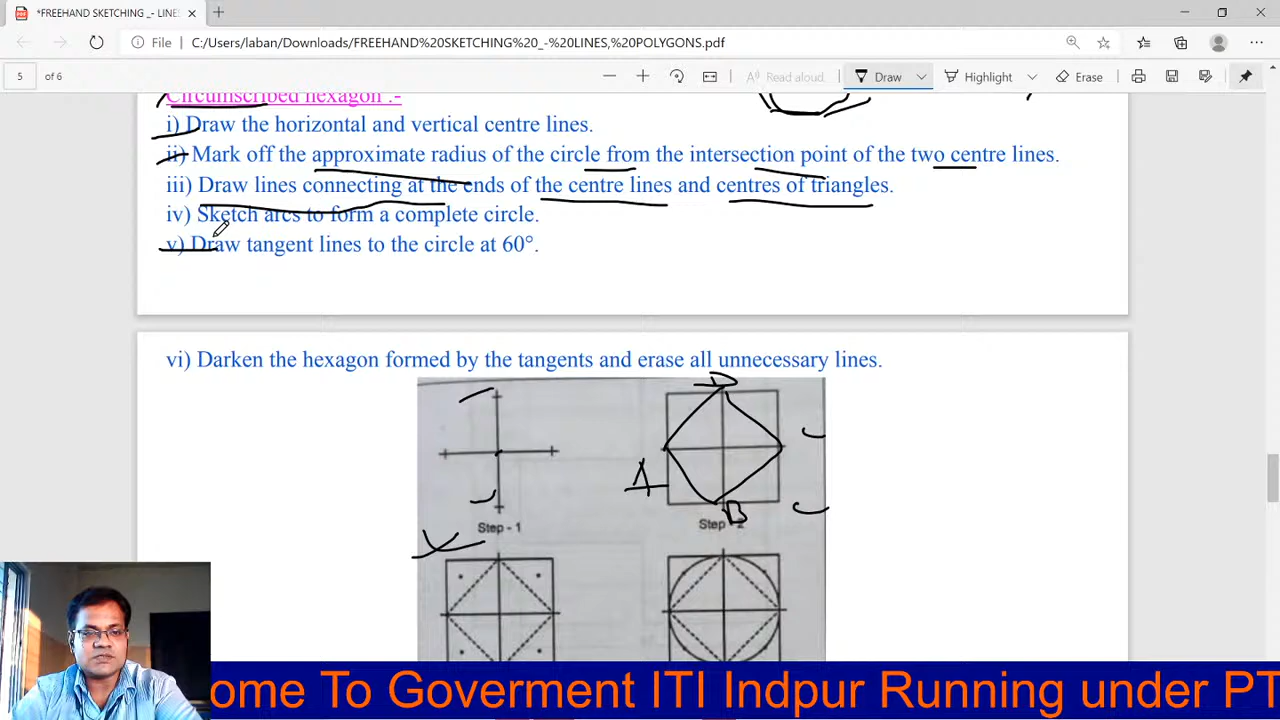 *FREEHAND SKETCHING _- LINES
File C:/Users/laban/Downloads/FREEHAND%20SKETCHING%20_-%20LINES,%20POLYGONS.pdf
5 of 6 Read aloud Draw Highlight Erase
Circumscribed hexagon :-
i) Draw the horizontal and vertical centre lines.
ii) Mark off the approximate radius of the circle from the intersection point of the two centre lines.
iii) Draw lines connecting at the ends of the centre lines and centres of triangles.
iv) Sketch arcs to form a complete circle.
v) Draw tangent lines to the circle at 60°.
vi) Darken the hexagon formed by the tangents and erase all unnecessary lines.
D
A
B
Step - 1 Step - 2
ome To Goverment ITI Indpur Running under PT